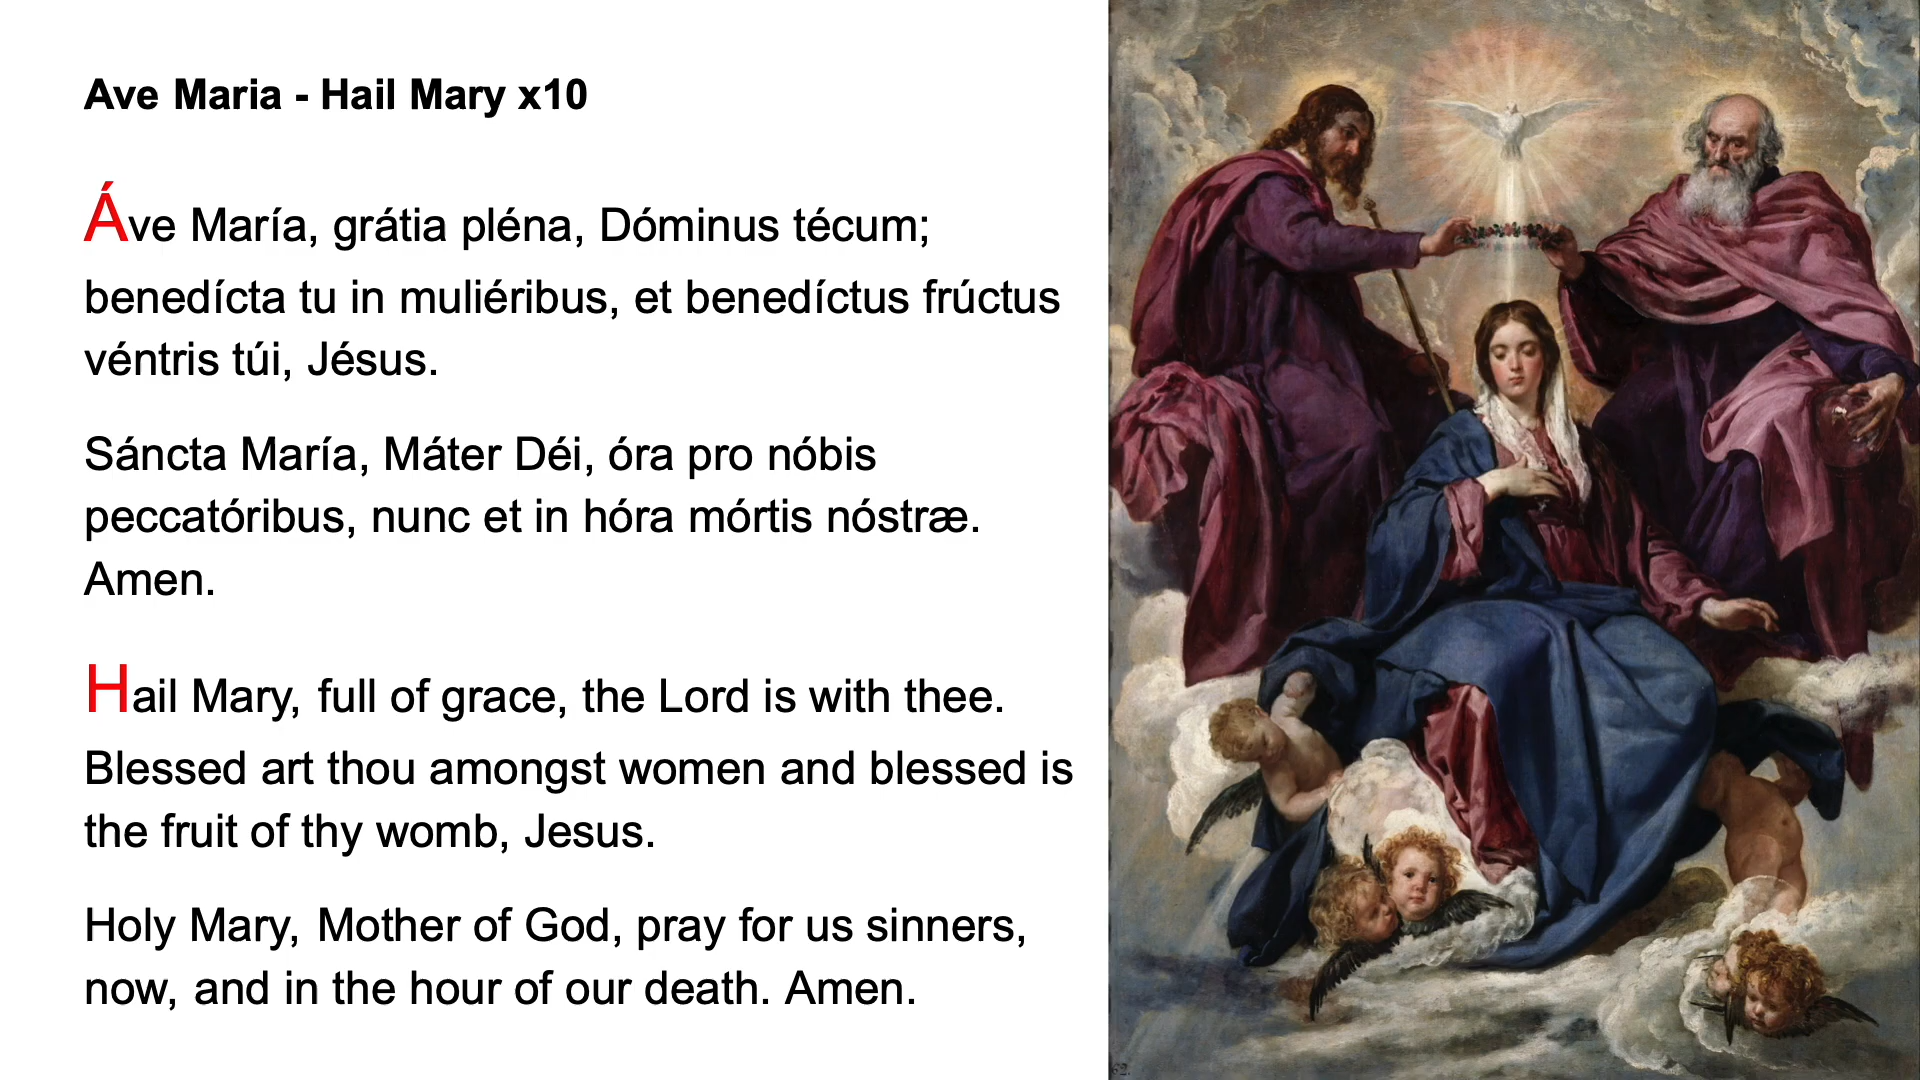 Ave Maria - Hail Mary x10
Áve María, grátia pléna, Dóminus técum;
benedícta tu in muliéribus, et benedíctus frúctus
véntris túi, Jésus.
Sáncta María, Máter Déi, óra pro nóbis
peccatóribus, nunc et in hóra mórtis nóstræ.
Amen.
Hail Mary, full of grace, the Lord is with thee.
Blessed art thou amongst women and blessed is
the fruit of thy womb, Jesus.
Holy Mary, Mother of God, pray for us sinners,
now, and in the hour of our death. Amen.
62.